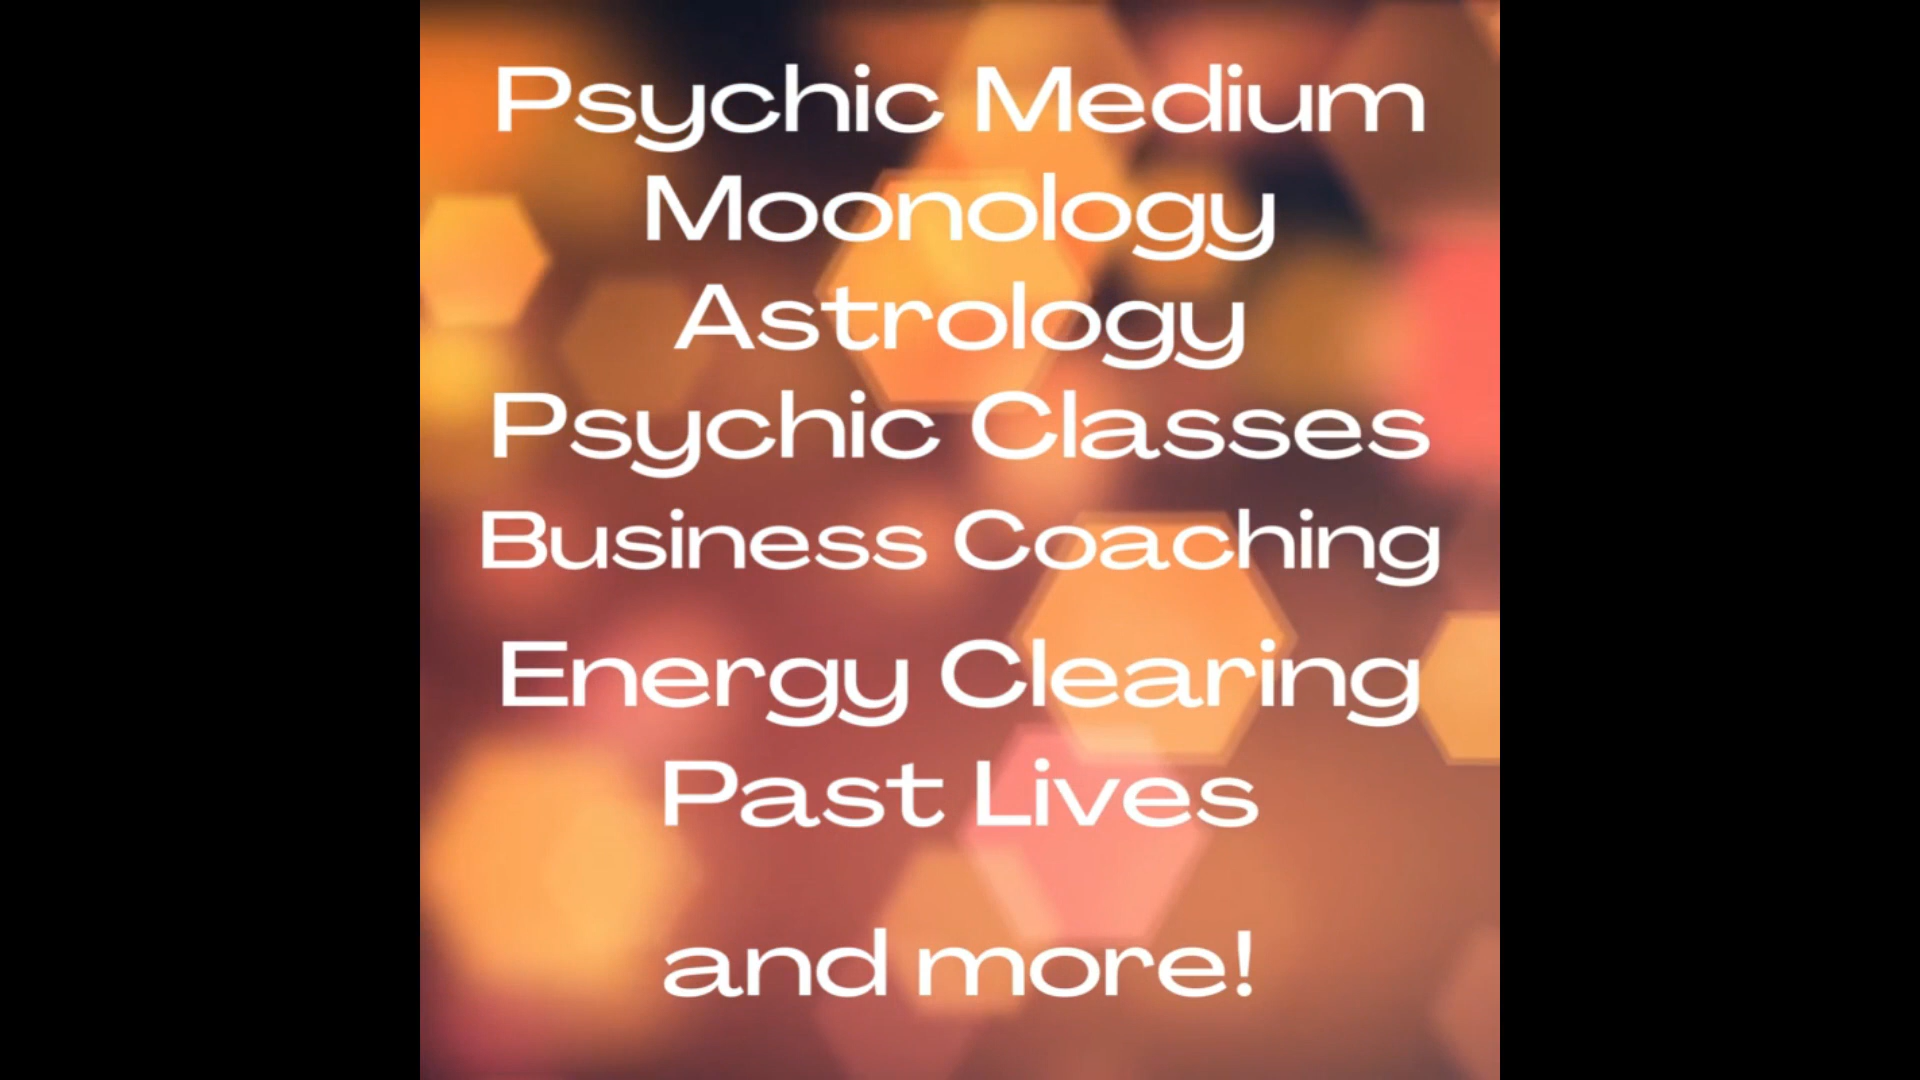 Psychic Medium
Moonology
Astrology
Psychic Classes
Business Coaching
Energy Clearing
Past Lives
and more!